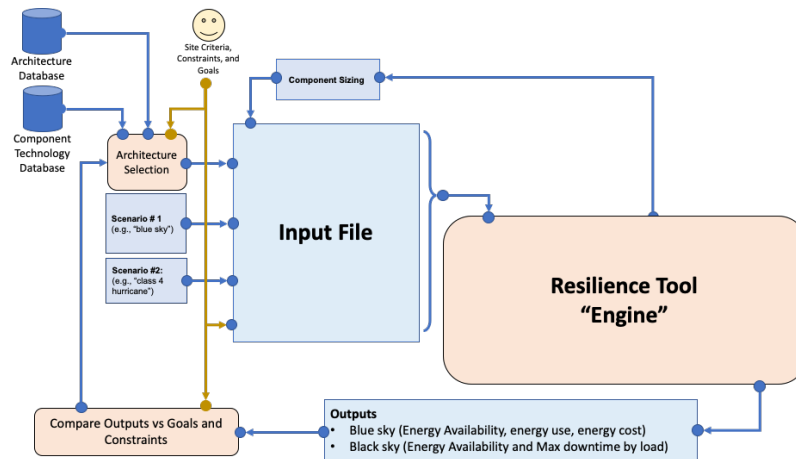 Architecture
Database
Component
Technology
Database
Site Criteria,
Constraints, and
Goals
Component Sizing
Architecture
Selection
Scenario # 1
(e.g., “blue sky”)
Scenario #2:
(e.g., “class 4
hurricane”)
Input File
Resilience Tool
“Engine”
Compare Outputs vs Goals and
Constraints
Outputs
• Blue sky (Energy Availability, energy use, energy cost)
• Black sky (Energy Availability and Max downtime by load)